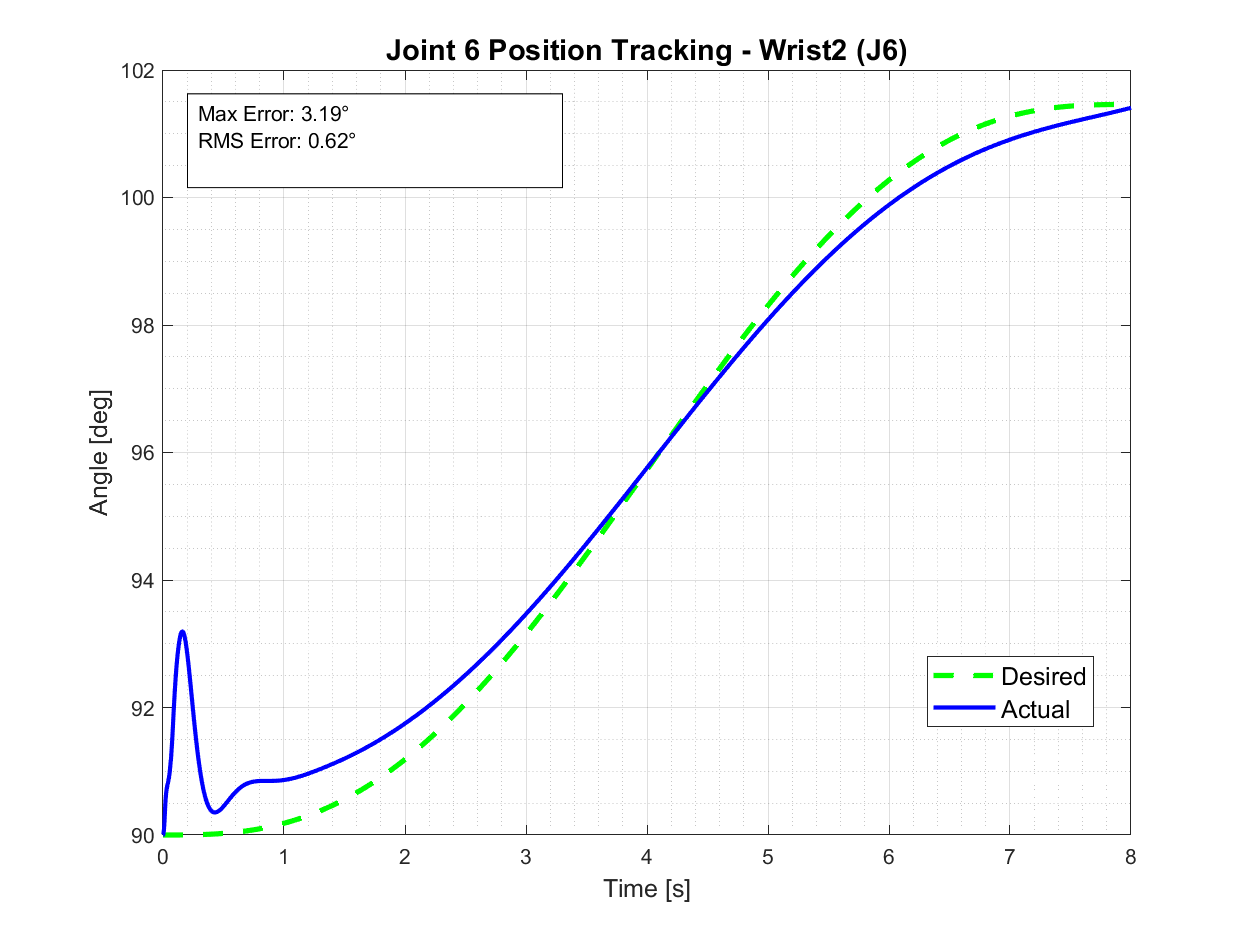 Joint 6 Position Tracking - Wrist2 (J6)
102
100
98
96
94
92
90
Angle [deg]
Max Error: 3.19°
RMS Error: 0.62°
Desired
Actual
0 1 2 3 4 5 6 7 8
Time [s]